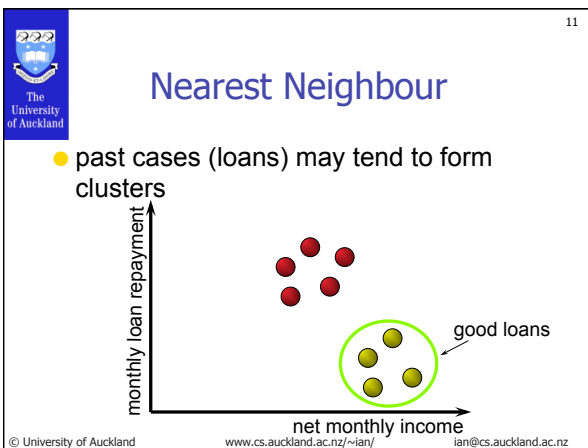 11
The
University
of Auckland
Nearest Neighbour
past cases (loans) may tend to form
clusters
monthly loan repayment
good loans
net monthly income
© University of Auckland www.cs.auckland.ac.nz/~ian/ ian@cs.auckland.ac.nz